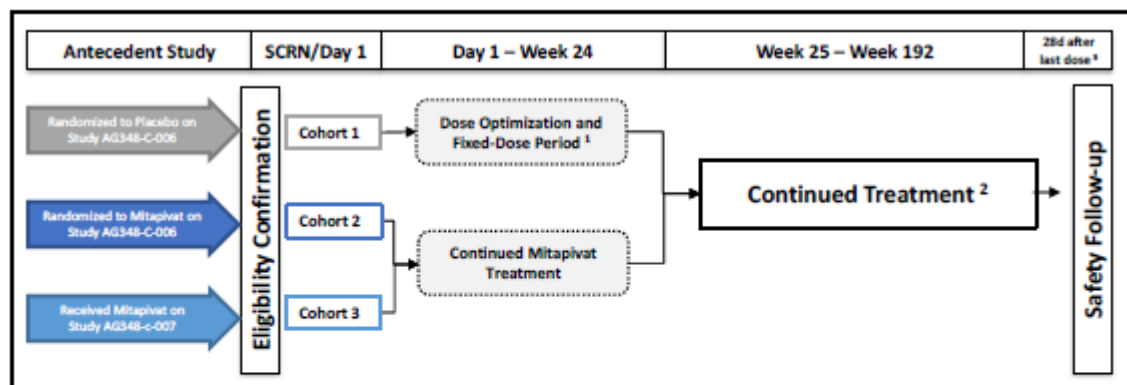 Antecedent Study
SCRN/Day 1
Day 1 – Week 24
Week 25 – Week 192
28d after
last dose ³
Randomized to Placebo on
Study AG348-C-006
Randomized to Mitapivat on
Study AG348-C-006
Received Mitapivat on
Study AG348-c-007
Eligibility Confirmation
Cohort 1
Cohort 2
Cohort 3
Dose Optimization and
Fixed-Dose Period ¹
Continued Mitapivat
Treatment
Continued Treatment ²
Safety Follow-up